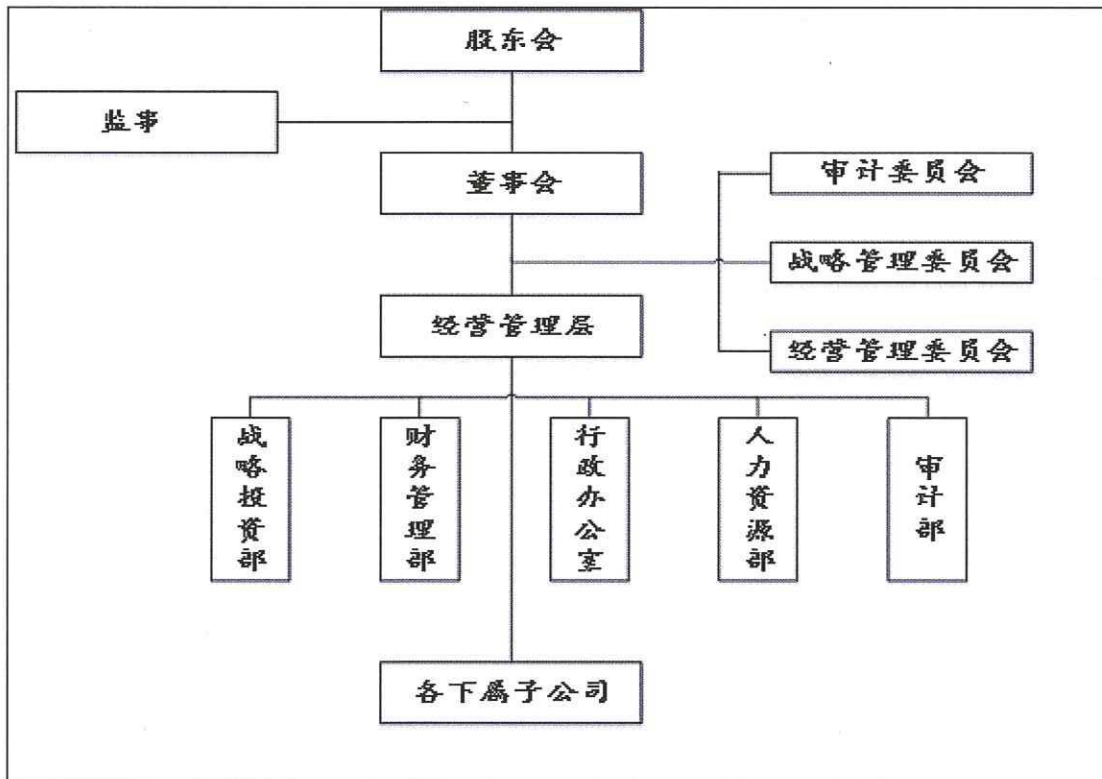 股东会
监事
董事会
审计委员会
战略管理委员会
经营管理层
经营管理委员会
战略投资部
财务管理部
行政办公室
人力资源部
审计部
各下属子公司